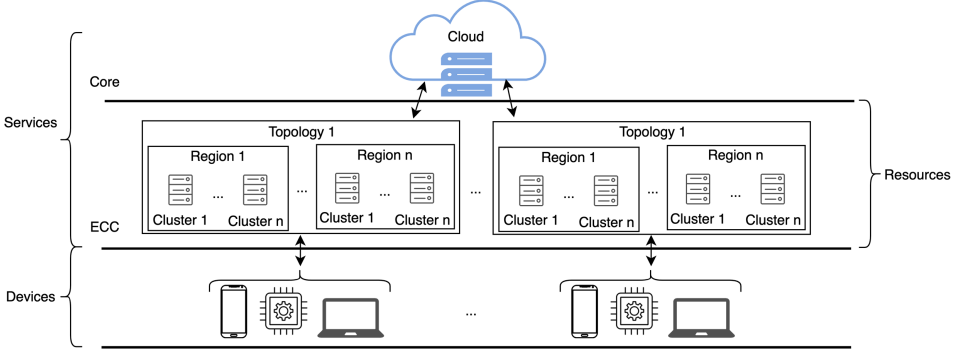 Cloud
Core
Services
Topology 1
Topology 1
Region 1
Region n
Region 1
Region n
Resources
...
...
...
...
...
...
...
Cluster 1
Cluster n
Cluster 1
Cluster n
Cluster 1
Cluster n
Cluster 1
Cluster n
ECC
Devices
...